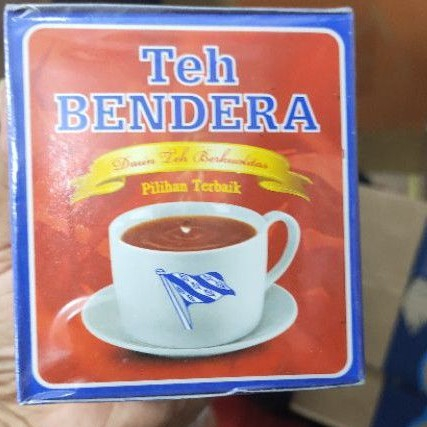 Teh
BENDERA
Daun Teh Berkualitas
Pilihan Terbaik